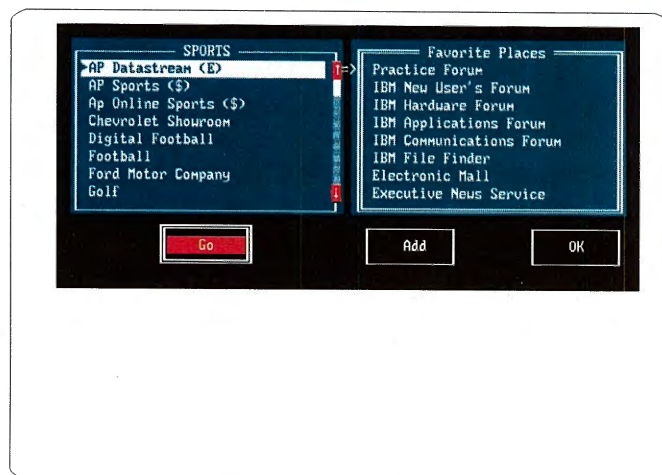 SPORTS
AP Datastream (E)
AP Sports ($)
Ap Online Sports ($)
Chevrolet Showroom
Digital Football
Football
Ford Motor Company
Golf
Favorite Places
Practice Forum
IBM New User's Forum
IBM Hardware Forum
IBM Applications Forum
IBM Communications Forum
IBM File Finder
Electronic Mall
Executive News Service
Go
Add
OK